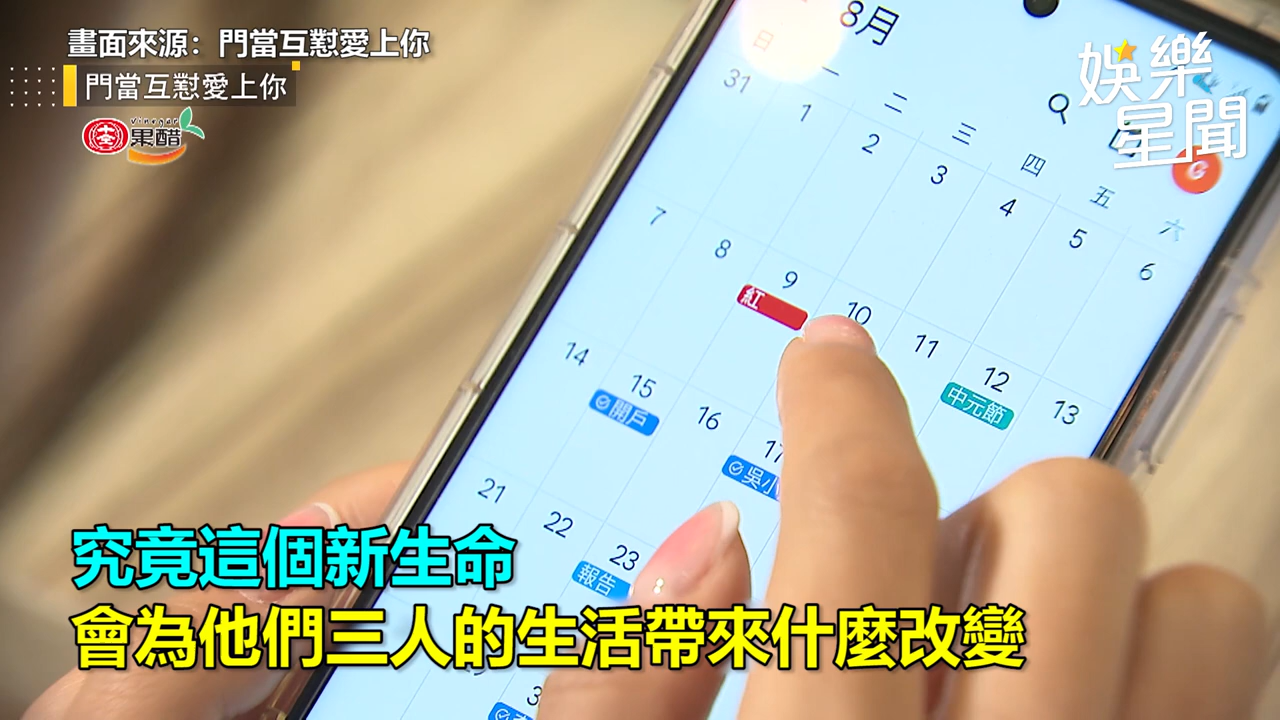 畫面來源：門當互懟愛上你
門當互懟愛上你
vinegar
果醋
娛樂
星聞
8月
日 一 二 三 四 五 六
31 1 2 3 4 5 6
7 8 9 10 11 12 13
紅
中元節
14 15 16 17
開戶
吳小
21 22 23
報告
G
究竟這個新生命
會為他們三人的生活帶來什麼改變